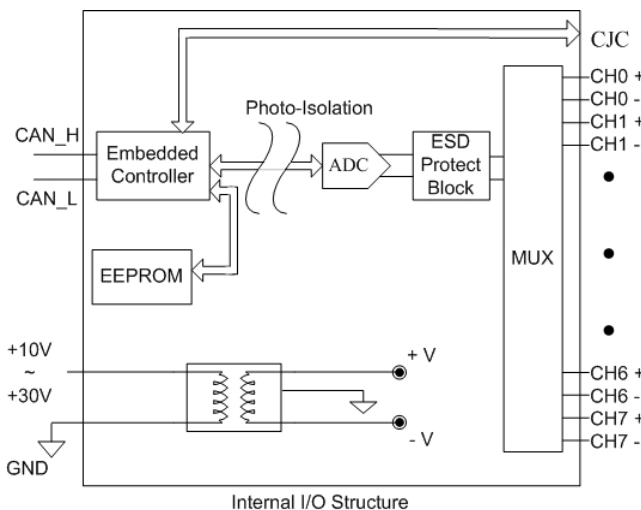 CJC
Photo-Isolation
CAN_H
CAN_L
Embedded
Controller
ADC
ESD
Protect
Block
MUX
CH0 +
CH0 -
CH1 +
CH1 -
EEPROM
+10V
~
+30V
GND
+ V
- V
CH6 +
CH6 -
CH7 +
CH7 -
Internal I/O Structure